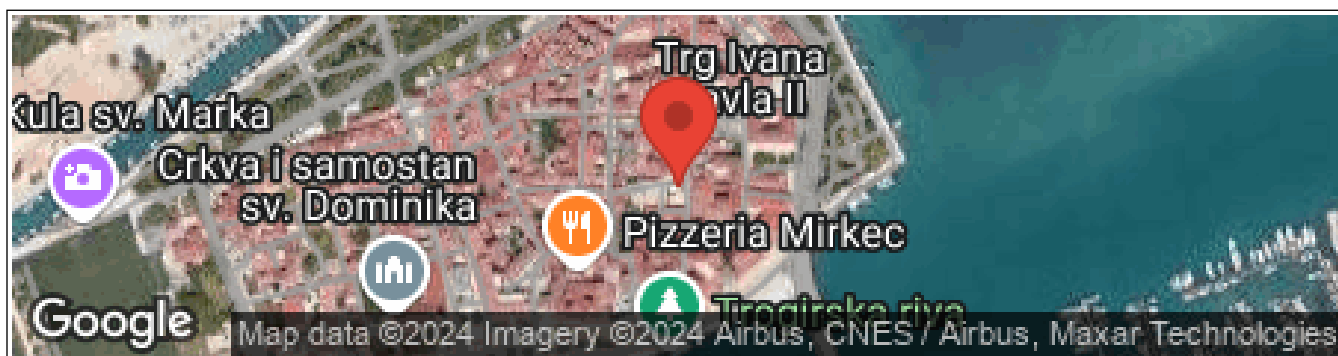 Trg Ivana
Pavla II
Kula sv. Marka
Crkva i samostan
sv. Dominika
Pizzeria Mirkec
Trogirska riva
Google
Map data ©2024 Imagery ©2024 Airbus, CNES / Airbus, Maxar Technologies